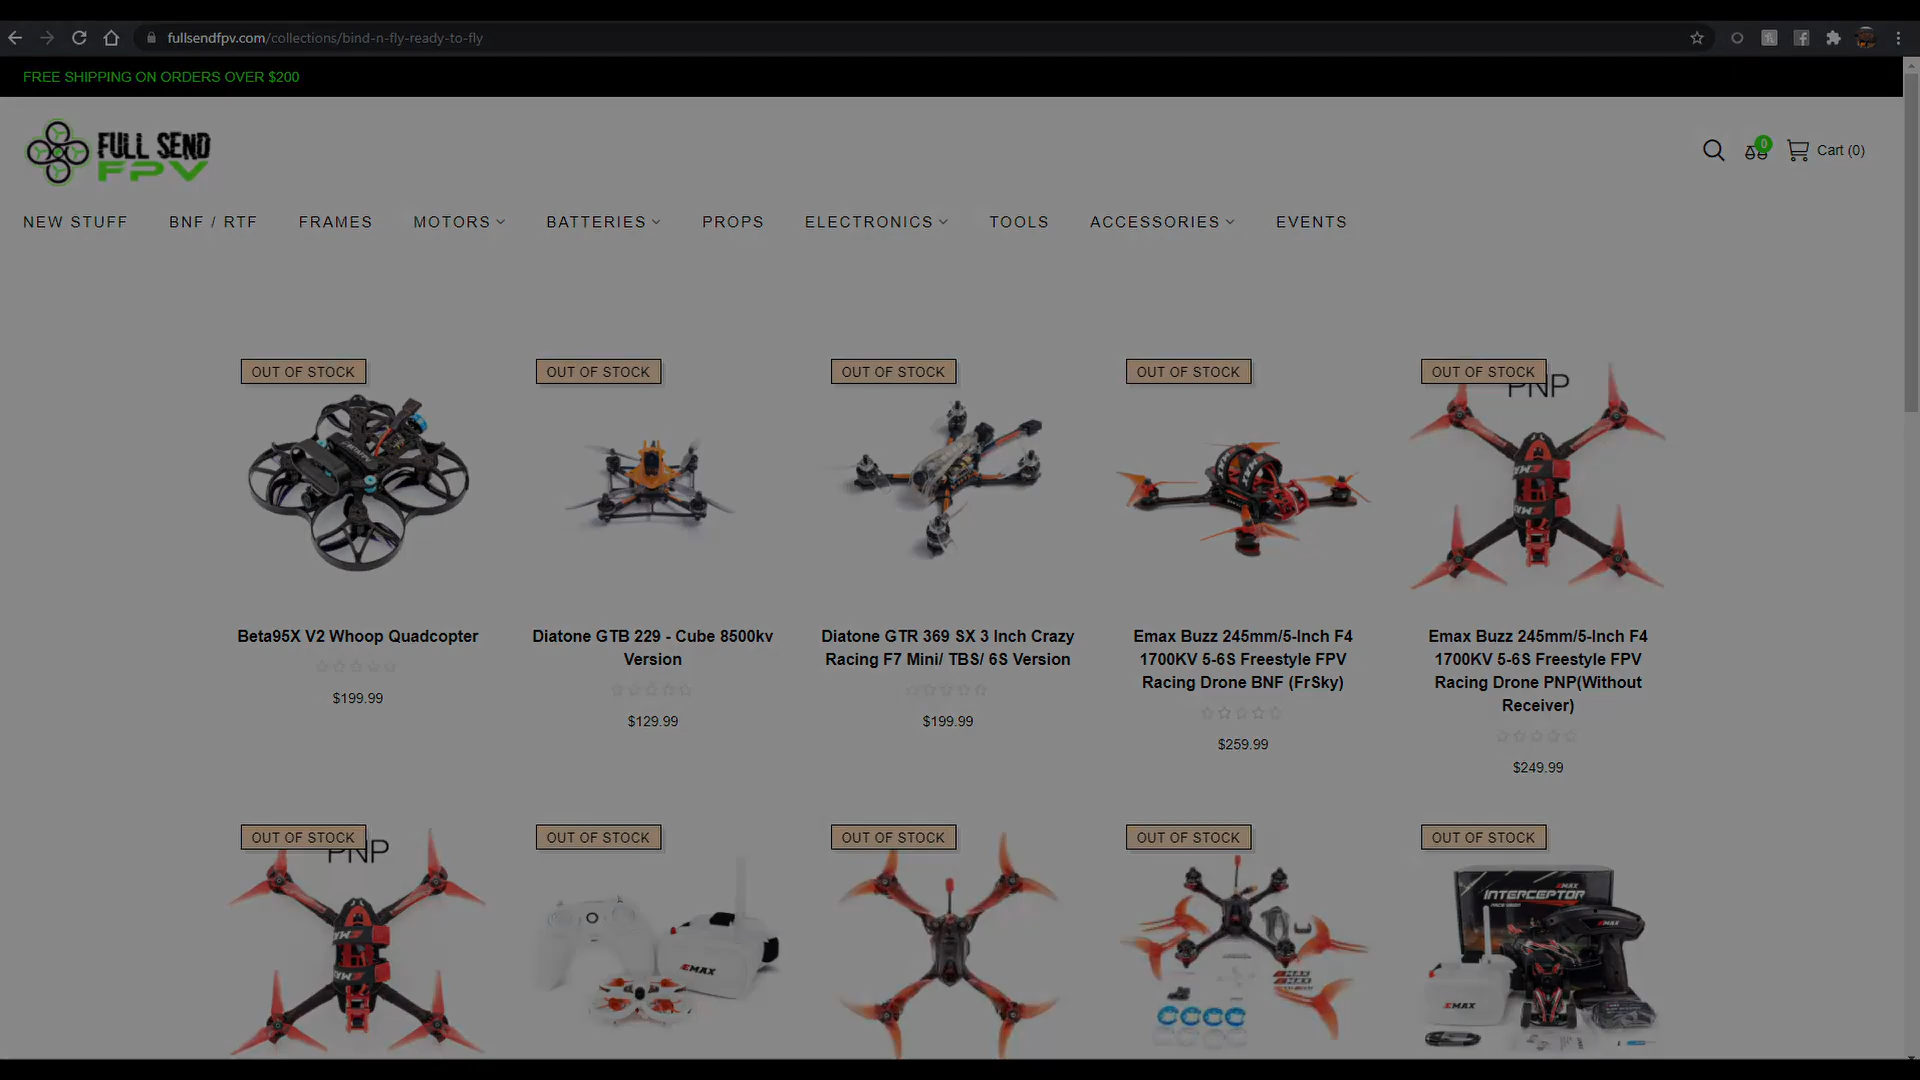 fullsendfpv.com/collections/bind-n-fly-ready-to-fly
FREE SHIPPING ON ORDERS OVER $200
FULL SEND
FPV
0
Cart (0)
NEW STUFF
BNF / RTF
FRAMES
MOTORS
BATTERIES
PROPS
ELECTRONICS
TOOLS
ACCESSORIES
EVENTS
OUT OF STOCK
OUT OF STOCK
OUT OF STOCK
OUT OF STOCK
OUT OF STOCK
PNP
Beta95X V2 Whoop Quadcopter
$199.99
Diatone GTB 229 - Cube 8500kv
Version
$129.99
Diatone GTR 369 SX 3 Inch Crazy
Racing F7 Mini/ TBS/ 6S Version
$199.99
Emax Buzz 245mm/5-Inch F4
1700KV 5-6S Freestyle FPV
Racing Drone BNF (FrSky)
$259.99
Emax Buzz 245mm/5-Inch F4
1700KV 5-6S Freestyle FPV
Racing Drone PNP(Without
Receiver)
$249.99
OUT OF STOCK
PNP
OUT OF STOCK
EMAX
OUT OF STOCK
OUT OF STOCK
OUT OF STOCK
EMAX
INTERCEPTOR
EMAX
EMAX